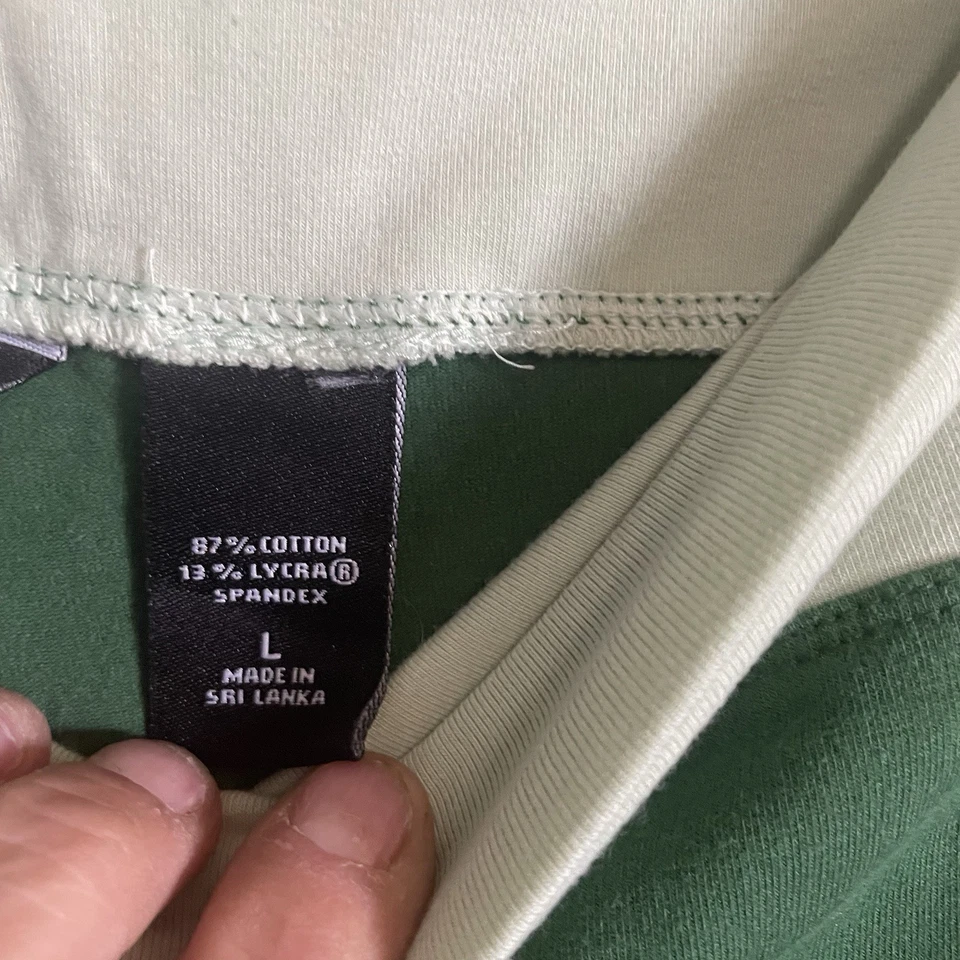 87% COTTON
13% LYCRA®
SPANDEX
L
MADE IN
SRI LANKA